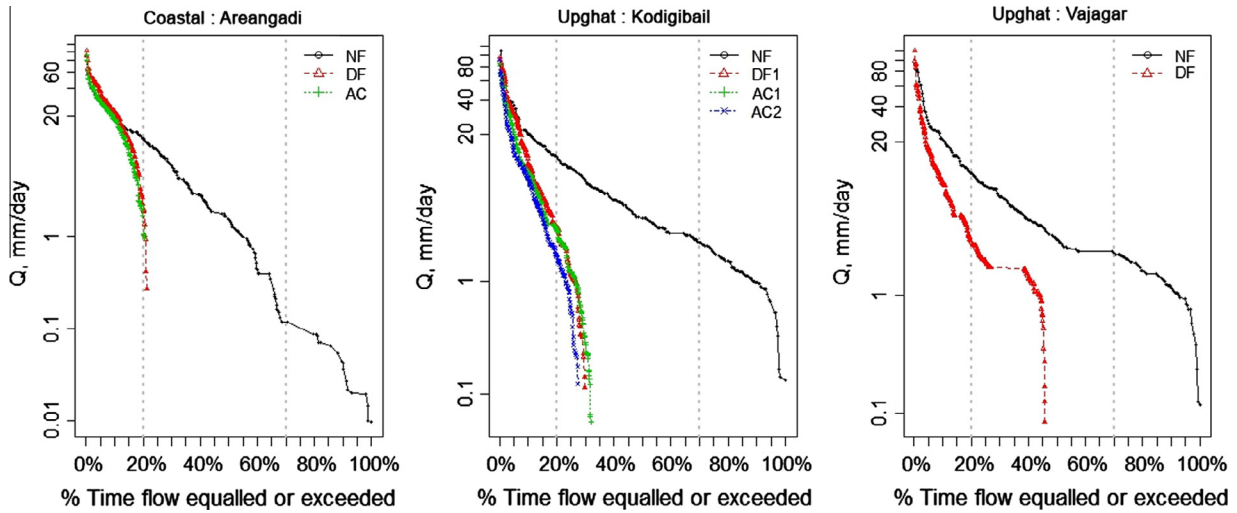 Coastal : Areangadi
NF
DF
AC
60
20
1
0.1
0.01
Q, mm/day
0% 20% 40% 60% 80% 100%
% Time flow equalled or exceeded
Upghat : Kodigibail
NF
DF1
AC1
AC2
80
40
20
1
0.1
Q, mm/day
0% 20% 40% 60% 80% 100%
% Time flow equalled or exceeded
Upghat : Vajagar
NF
DF
80
40
20
1
0.1
Q, mm/day
0% 20% 40% 60% 80% 100%
% Time flow equalled or exceeded